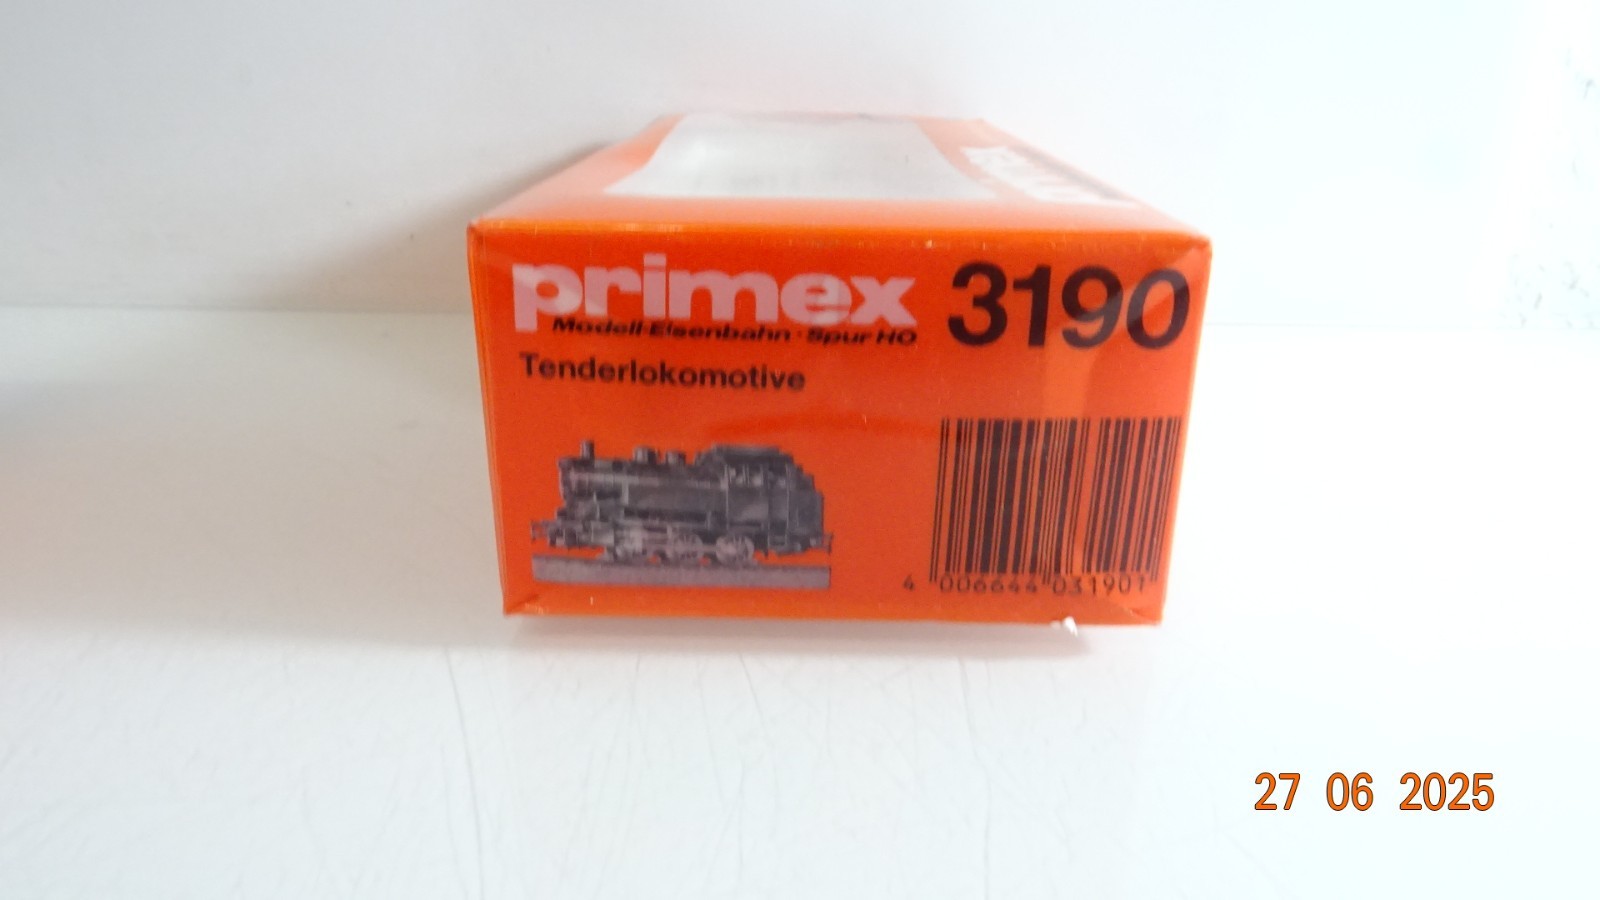 primex
Modell-Eisenbahn · Spur HO
3190
Tenderlokomotive
4 006644 031901
27 06 2025